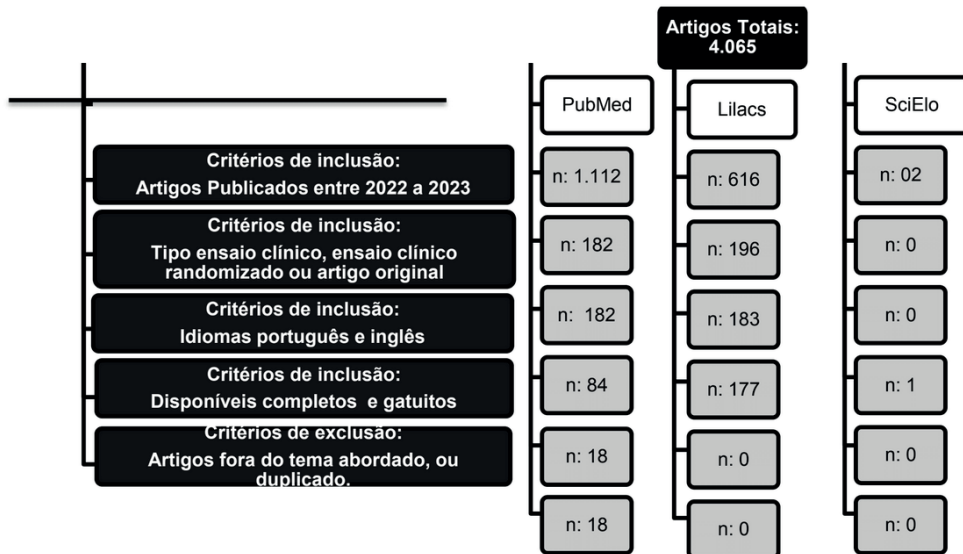 Artigos Totais:
4.065
PubMed
Lilacs
SciElo
Critérios de inclusão:
Artigos Publicados entre 2022 a 2023
n: 1.112
n: 616
n: 02
Critérios de inclusão:
Tipo ensaio clínico, ensaio clínico
randomizado ou artigo original
n: 182
n: 196
n: 0
Critérios de inclusão:
Idiomas português e inglês
n: 182
n: 183
n: 0
Critérios de inclusão:
Disponíveis completos e gatuitos
n: 84
n: 177
n: 1
Critérios de exclusão:
Artigos fora do tema abordado, ou
duplicado.
n: 18
n: 0
n: 0
n: 18
n: 0
n: 0